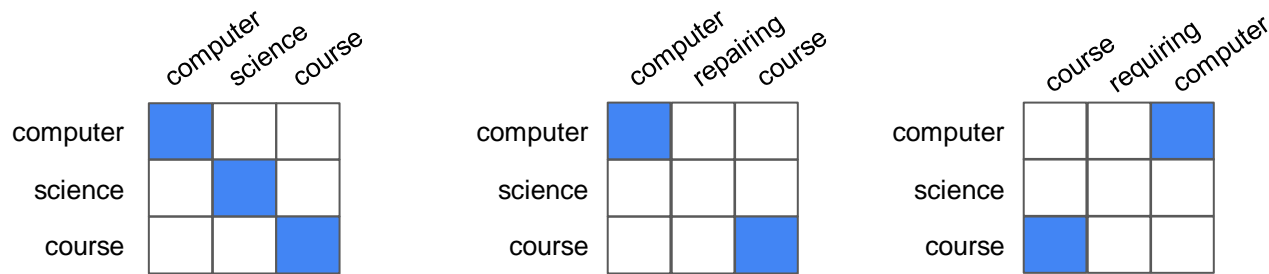 computer science course
computer
science
course
computer repairing course
computer
science
course
course requiring computer
computer
science
course